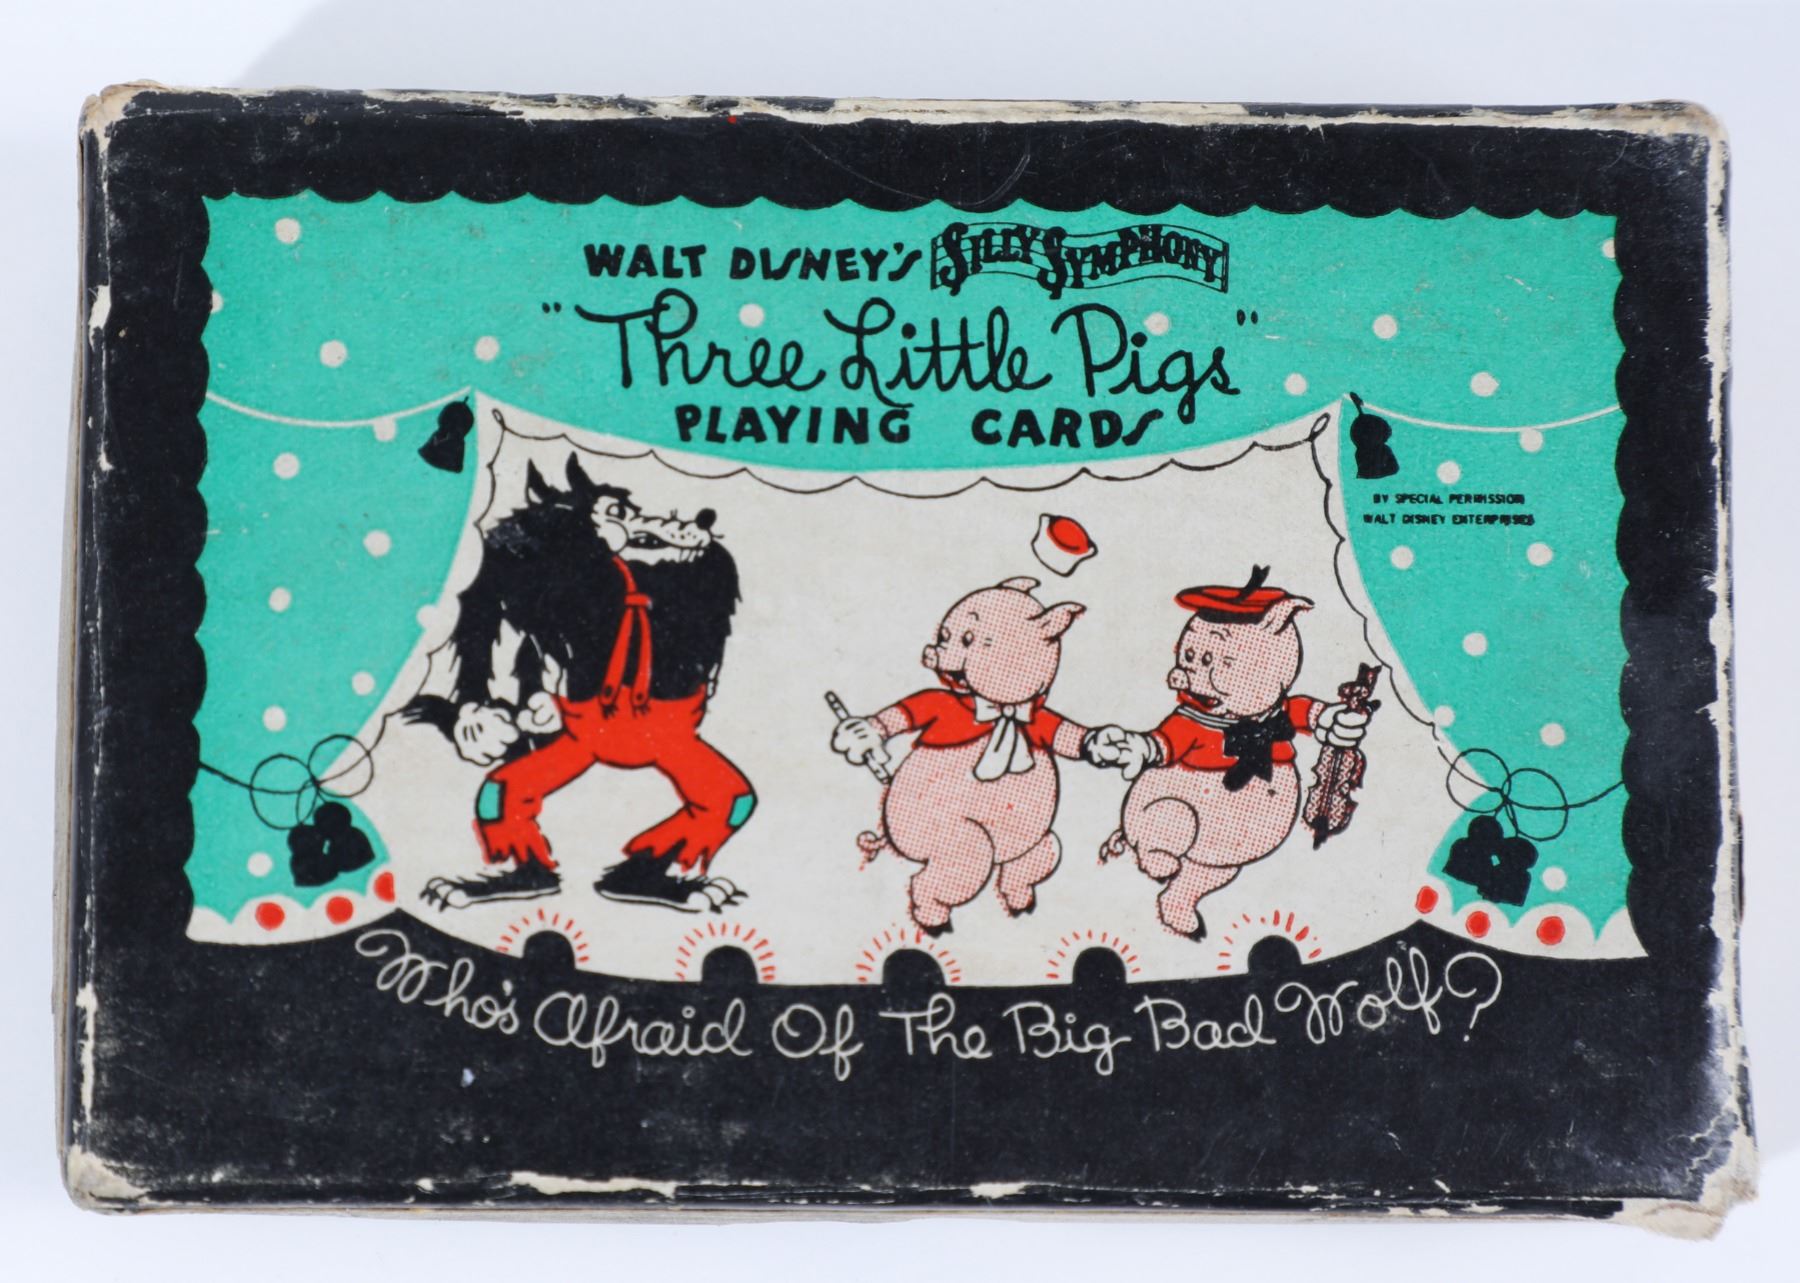 WALT DISNEY'S SILLY SYMPHONY
"Three Little Pigs"
PLAYING CARDS
BY SPECIAL PERMISSION
WALT DISNEY ENTERPRISES
Who's Afraid Of The Big Bad Wolf?